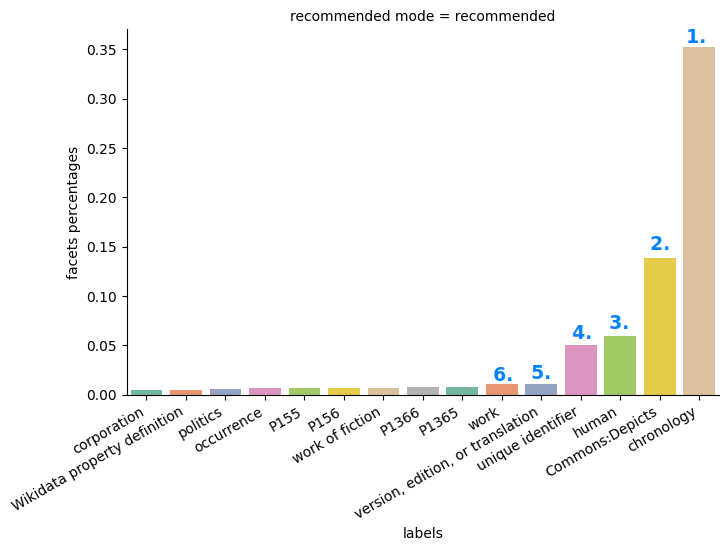 recommended mode = recommended
facets percentages
0.35
0.30
0.25
0.20
0.15
0.10
0.05
0.00
1.
2.
3.
4.
5.
6.
corporation
Wikidata property definition
politics
occurrence
P155
P156
work of fiction
P1366
P1365
work
version, edition, or translation
unique identifier
human
Commons:Depicts
chronology
labels